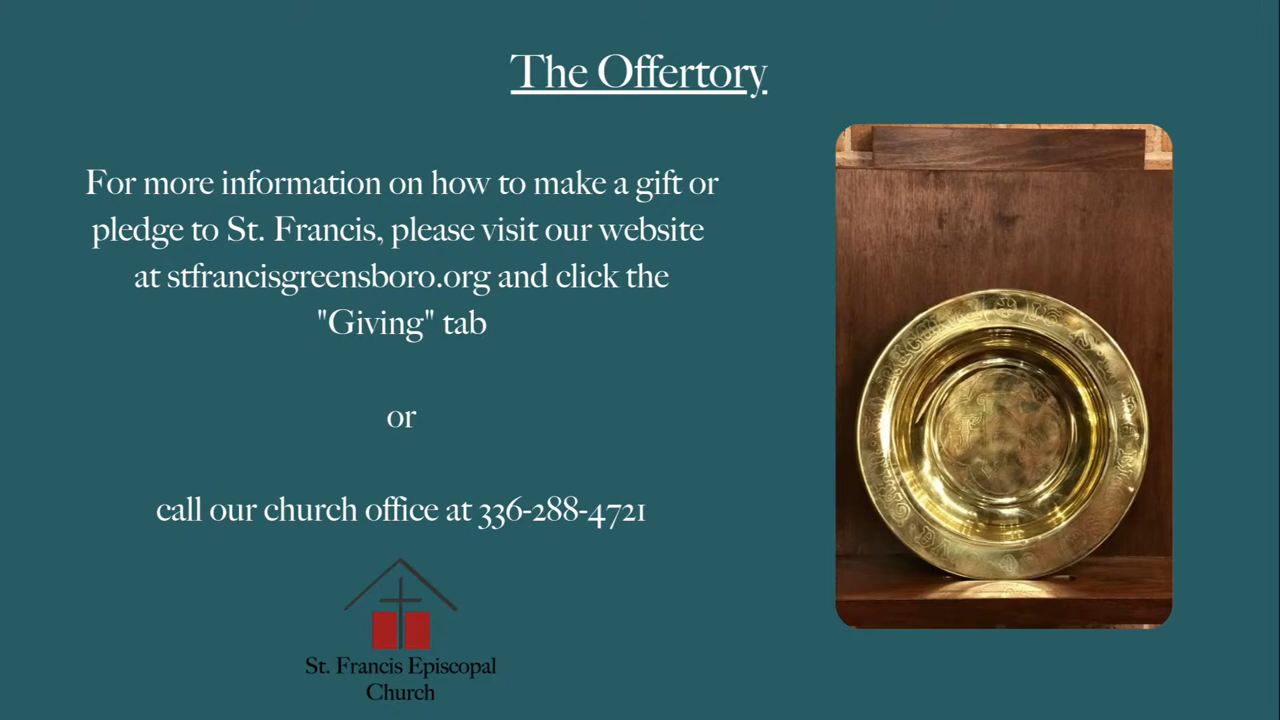 The Offertory
For more information on how to make a gift or
pledge to St. Francis, please visit our website
at stfrancisgreensboro.org and click the
"Giving" tab
or
call our church office at 336-288-4721
St. Francis Episcopal
Church